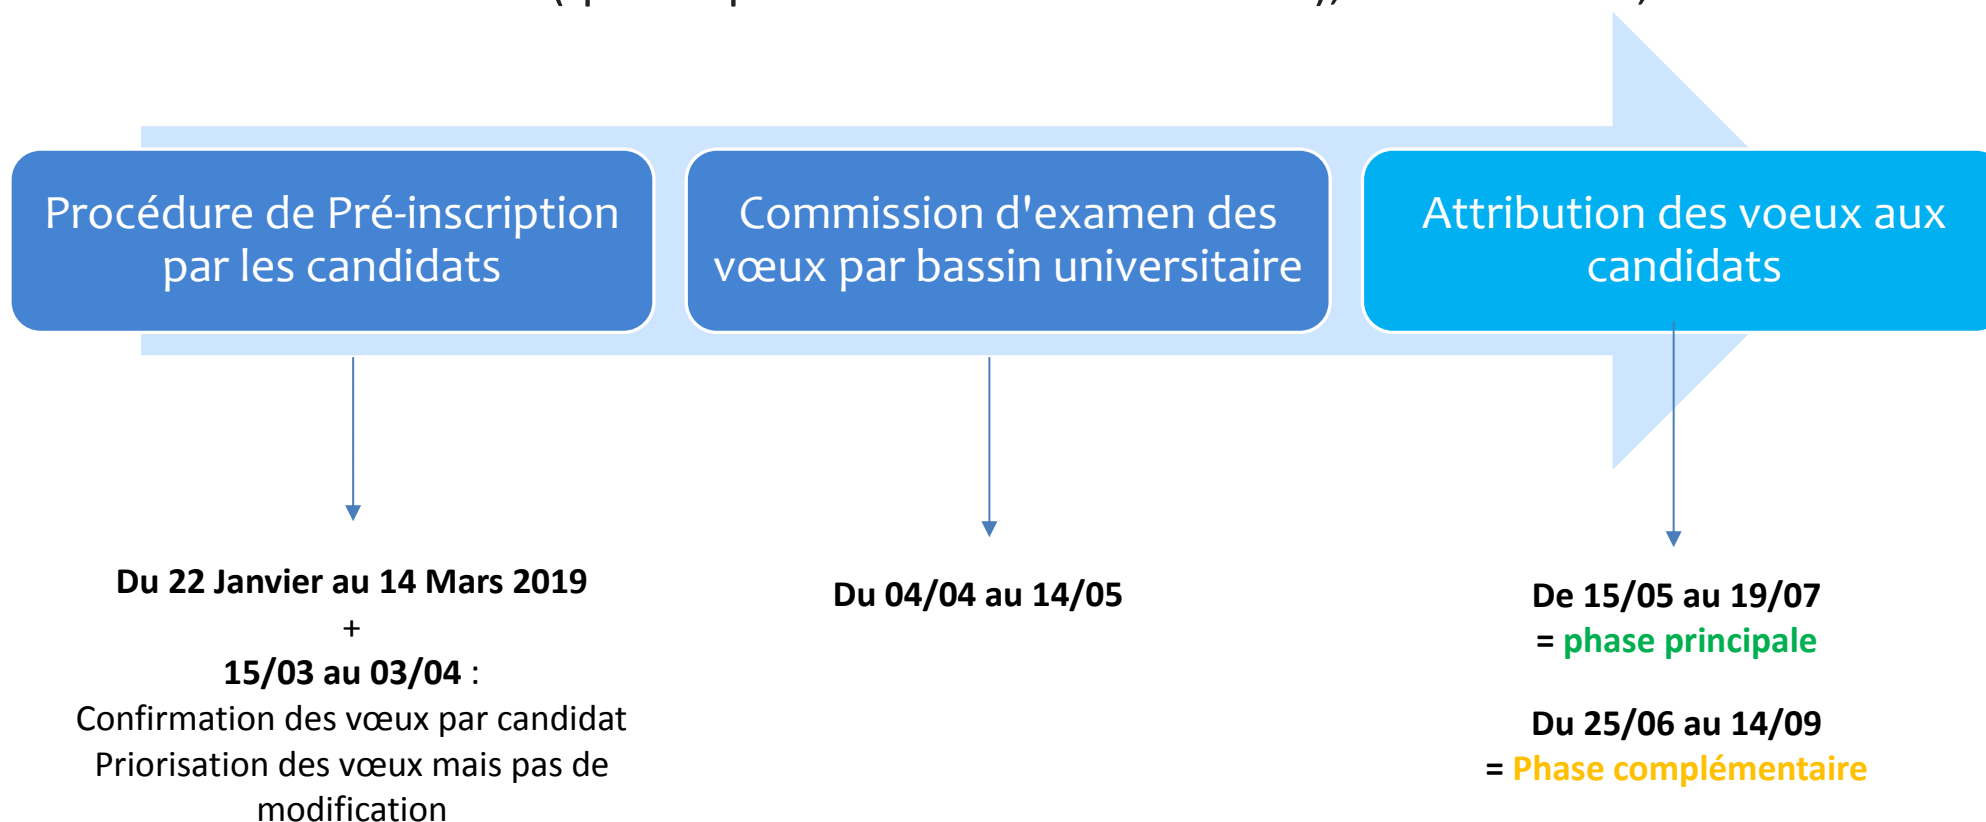 Procédure de Pré-inscription
par les candidats
Commission d'examen des
vœux par bassin universitaire
Attribution des voeux aux
candidats
Du 22 Janvier au 14 Mars 2019
+
15/03 au 03/04 :
Confirmation des vœux par candidat
Priorisation des vœux mais pas de
modification
Du 04/04 au 14/05
De 15/05 au 19/07
= phase principale
Du 25/06 au 14/09
= Phase complémentaire